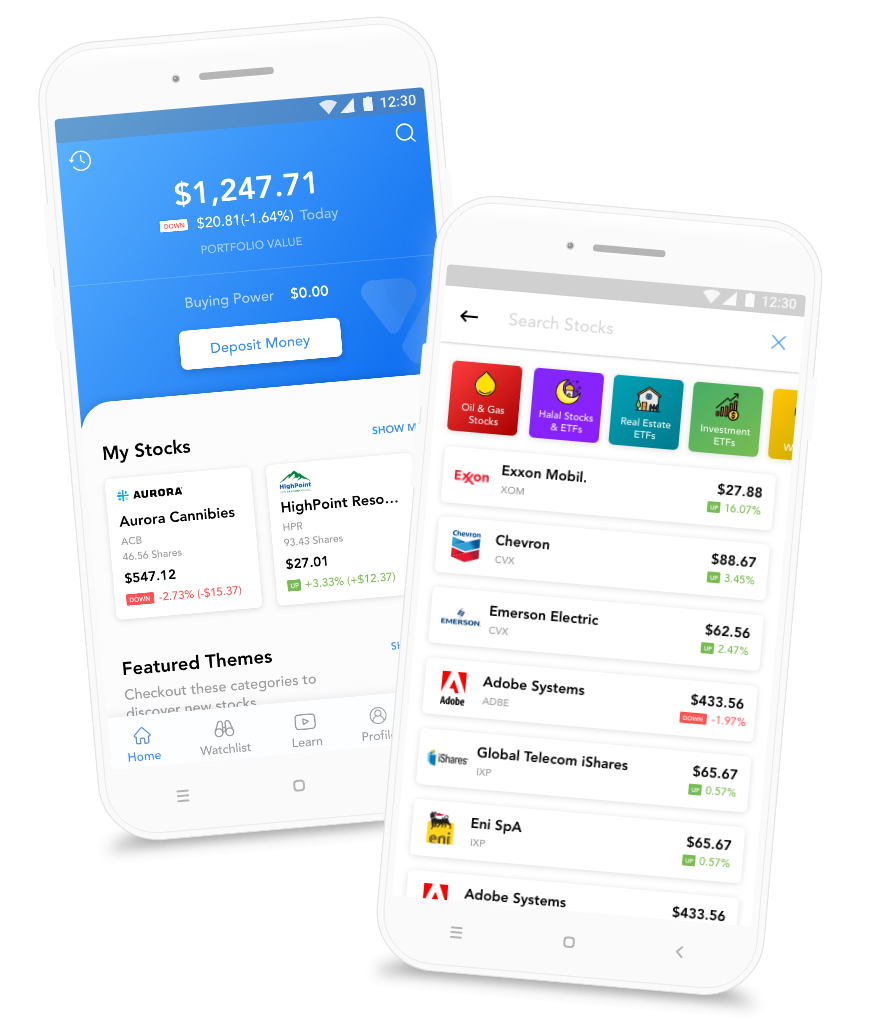 12:30
$1,247.71
DOWN $20.81(-1.64%) Today
PORTFOLIO VALUE
Buying Power $0.00
Deposit Money
My Stocks
SHOW M
AURORA
Aurora Cannibies
ACB
46.56 Shares
$547.12
DOWN -2.73% (-$15.37)
HighPoint
HighPoint Reso...
HPR
93.43 Shares
$27.01
UP +3.33% (+$12.37)
Featured Themes
SH
Checkout these categories to
discover new stocks
Home
Watchlist
Learn
Profile
12:30
Search Stocks
Oil & Gas
Stocks
Halal Stocks
& ETFs
Real Estate
ETFs
Investment
ETFs
W
Exxon
Exxon Mobil.
XOM
$27.88
UP 16.07%
Chevron
Chevron
CVX
$88.67
UP 3.45%
EMERSON
Emerson Electric
CVX
$62.56
UP 2.47%
Adobe
Adobe Systems
ADBE
$433.56
DOWN -1.97%
iShares
Global Telecom iShares
IXP
$65.67
UP 0.57%
eni
Eni SpA
IXP
$65.67
UP 0.57%
Adobe Systems
$433.56